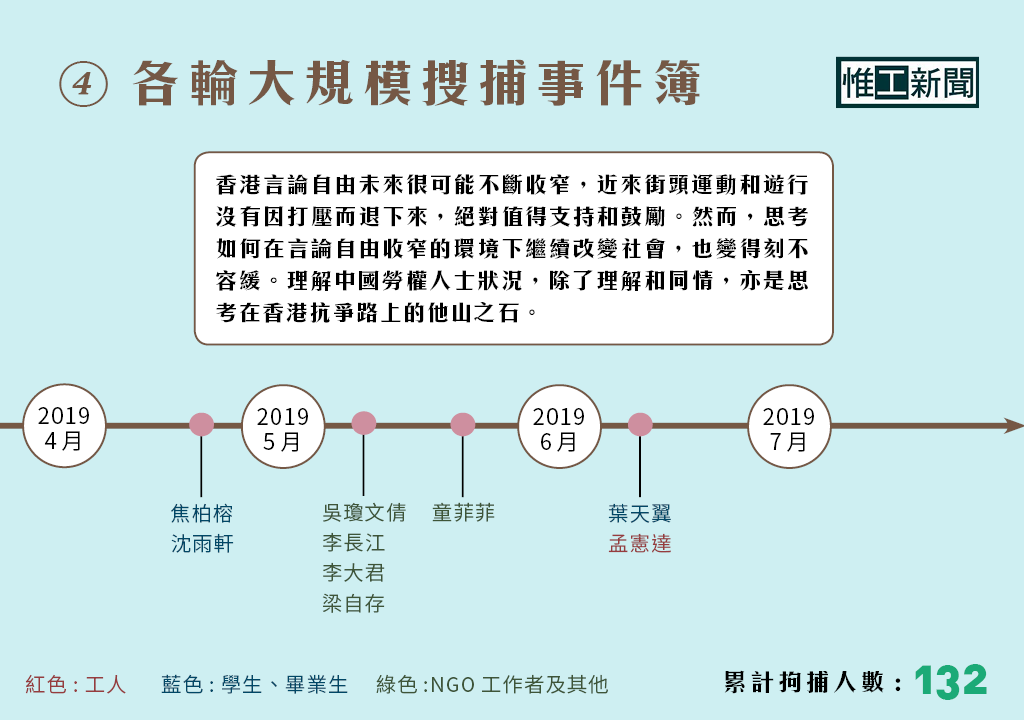 ④ 各輪大規模搜捕事件簿
惟工新聞
香港言論自由未來很可能不斷收窄，近來街頭運動和遊行
沒有因打壓而退下來，絕對值得支持和鼓勵。然而，思考
如何在言論自由收窄的環境下繼續改變社會，也變得刻不
容緩。理解中國勞權人士狀況，除了理解和同情，亦是思
考在香港抗爭路上的他山之石。
2019
4月
2019
5月
2019
6月
2019
7月
焦柏榕
沈雨軒
吳瓊文倩
李長江
李大君
梁自存
童菲菲
葉天翼
孟憲達
紅色 : 工人
藍色 : 學生、畢業生
綠色 :NGO 工作者及其他
累計拘捕人數 : 132